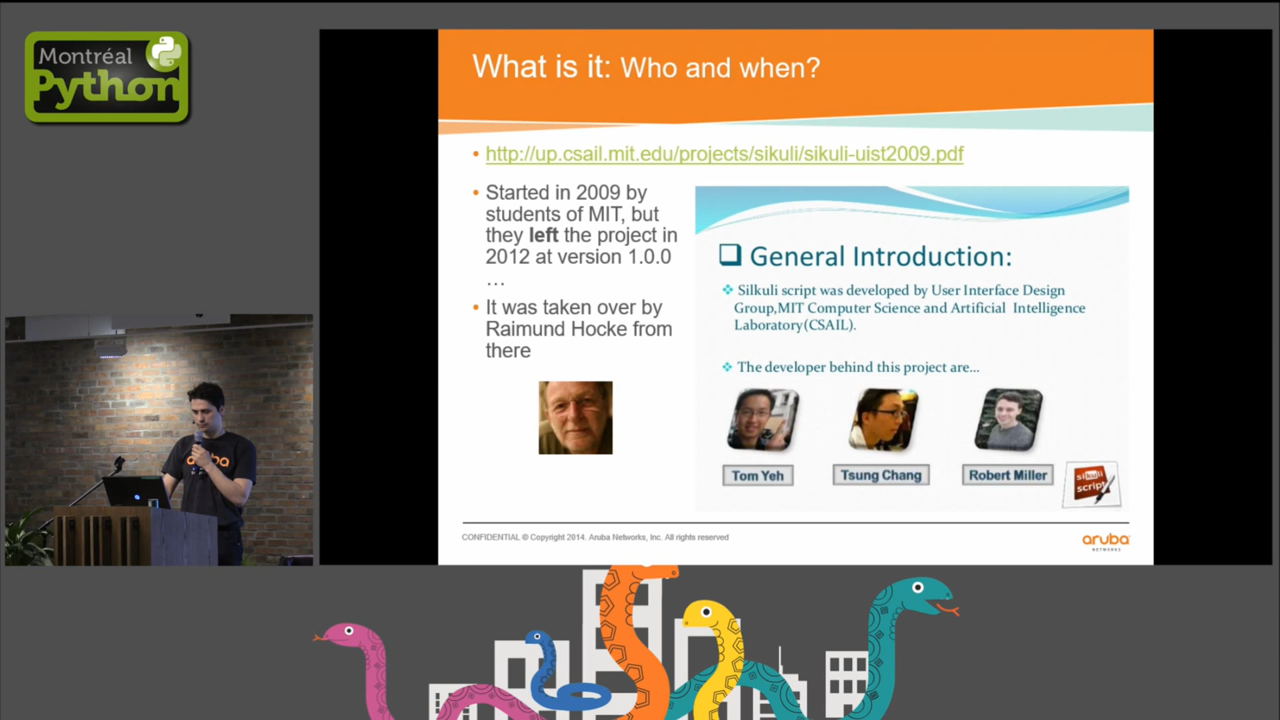 Montréal
Python
What is it: Who and when?
• http://up.csail.mit.edu/projects/sikuli/sikuli-uist2009.pdf
• Started in 2009 by
students of MIT, but
they left the project in
2012 at version 1.0.0
…
• It was taken over by
Raimund Hocke from
there
General Introduction:
Silkuli script was developed by User Interface Design
Group,MIT Computer Science and Artificial Intelligence
Laboratory(CSAIL).
The developer behind this project are...
Tom Yeh
Tsung Chang
Robert Miller
sikuli
script
CONFIDENTIAL © Copyright 2014. Aruba Networks, Inc. All rights reserved
aruba
NETWORKS
aruba